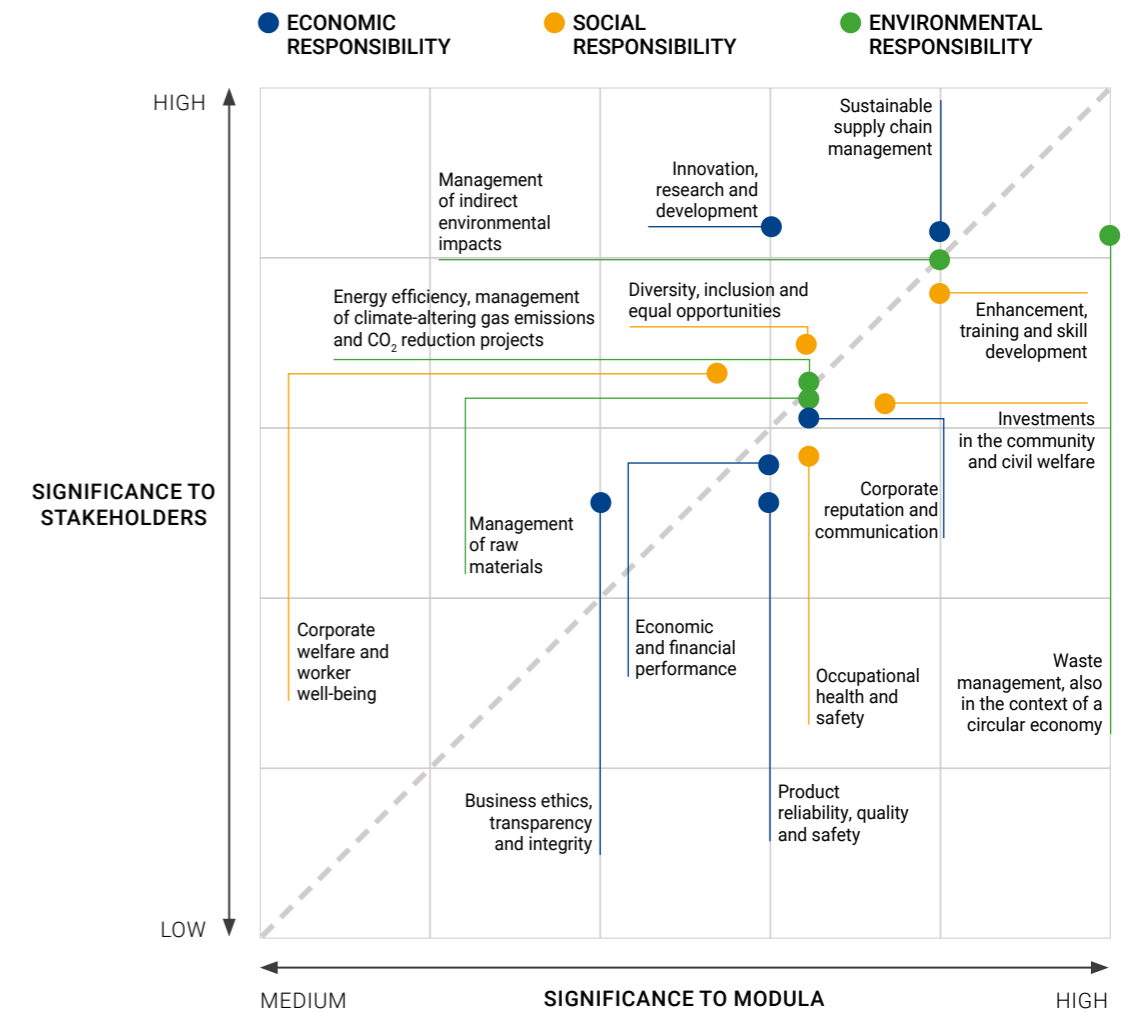 ECONOMIC
RESPONSIBILITY
SOCIAL
RESPONSIBILITY
ENVIRONMENTAL
RESPONSIBILITY
HIGH
Sustainable
supply chain
management
Innovation,
research and
development
Management
of indirect
environmental
impacts
Energy efficiency, management
of climate-altering gas emissions
and CO2 reduction projects
Diversity, inclusion and
equal opportunities
Enhancement,
training and skill
development
Investments
in the community
and civil welfare
SIGNIFICANCE TO
STAKEHOLDERS
Corporate
reputation and
communication
Management
of raw
materials
Corporate
welfare and
worker
well-being
Economic
and financial
performance
Occupational
health and
safety
Waste
management, also
in the context of a
circular economy
Business ethics,
transparency
and integrity
Product
reliability, quality
and safety
LOW
MEDIUM
SIGNIFICANCE TO MODULA
HIGH